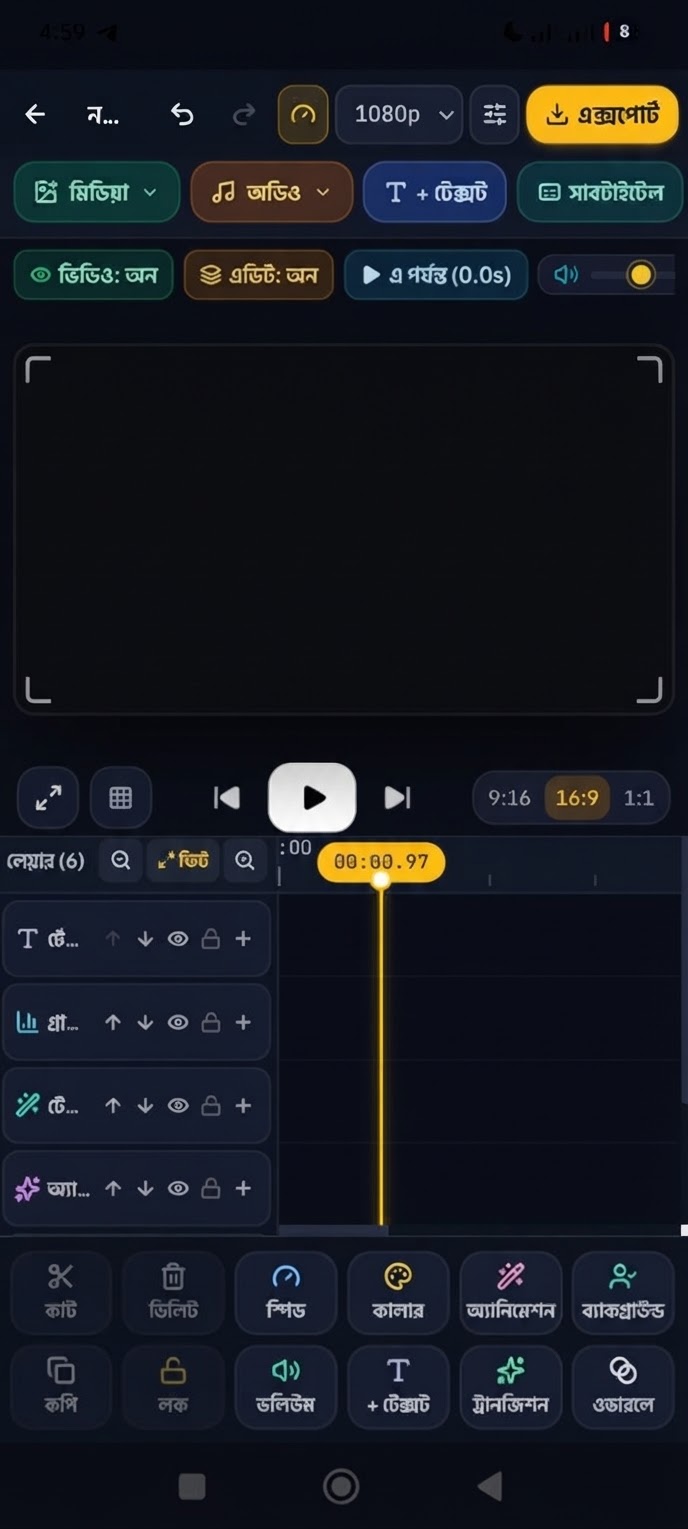 4:59 8
ন... 1080p এক্সপোর্ট
মিডিয়া অডিও T + টেক্সট সাবটাইটেল
ভিডিও: অন এডিট: অন এ পর্যন্ত (0.0s)
9:16 16:9 1:1
লেয়ার (6) ফিট :00 00:00.97
T টে...
গ্রা...
টে...
অ্যা...
কাট ডিলিট স্পিড কালার অ্যানিমেশন ব্যাকগ্রাউন্ড
কপি লক ভলিউম + টেক্সট ট্রানজিশন ওভারলে